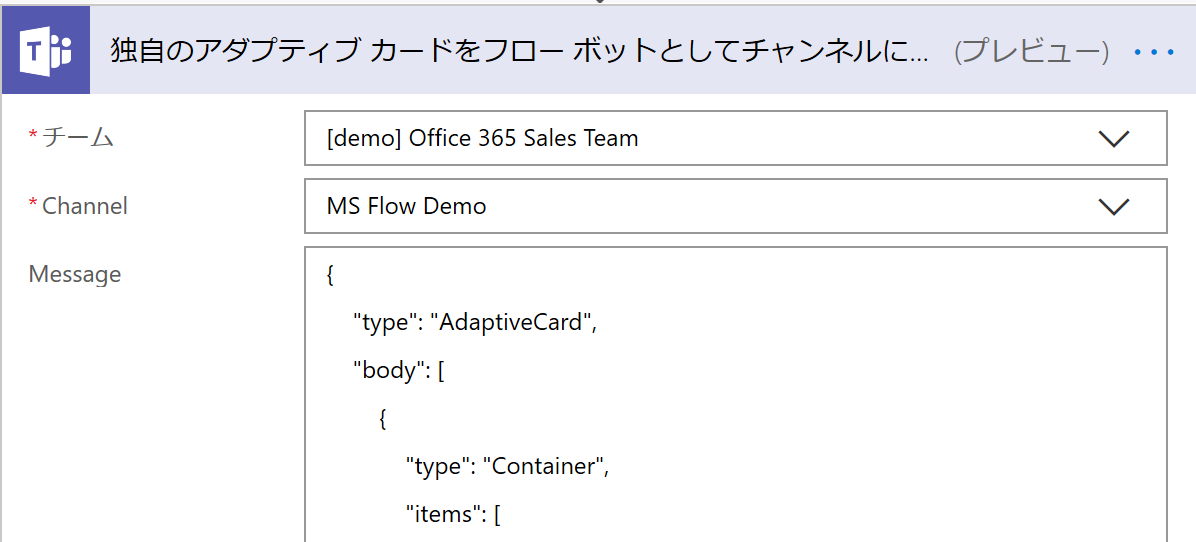 独自のアダプティブ カードをフロー ボットとしてチャンネルに... (プレビュー) ...
* チーム [demo] Office 365 Sales Team
* Channel MS Flow Demo
Message {
"type": "AdaptiveCard",
"body": [
{
"type": "Container",
"items": [